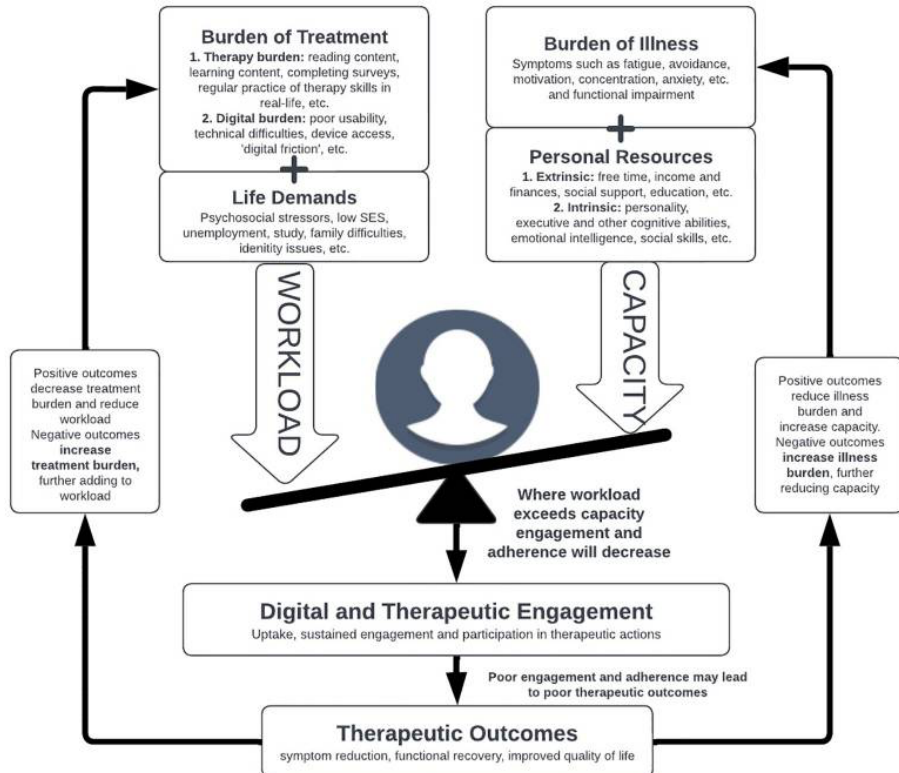 Burden of Treatment
1. Therapy burden: reading content,
learning content, completing surveys,
regular practice of therapy skills in
real-life, etc.
2. Digital burden: poor usability,
technical difficulties, device access,
'digital friction', etc.
+
Life Demands
Psychosocial stressors, low SES,
unemployment, study, family difficulties,
idenitity issues, etc.
Burden of Illness
Symptoms such as fatigue, avoidance,
motivation, concentration, anxiety, etc.
and functional impairment
+
Personal Resources
1. Extrinsic: free time, income and
finances, social support, education, etc.
2. Intrinsic: personality,
executive and other cognitive abilities,
emotional intelligence, social skills, etc.
WORKLOAD
CAPACITY
Positive outcomes
decrease treatment
burden and reduce
workload
Negative outcomes
increase
treatment burden,
further adding to
workload
Positive outcomes
reduce illness
burden and
increase capacity.
Negative outcomes
increase illness
burden, further
reducing capacity
Where workload
exceeds capacity
engagement and
adherence will decrease
Digital and Therapeutic Engagement
Uptake, sustained engagement and participation in therapeutic actions
Poor engagement and adherence may lead
to poor therapeutic outcomes
Therapeutic Outcomes
symptom reduction, functional recovery, improved quality of life